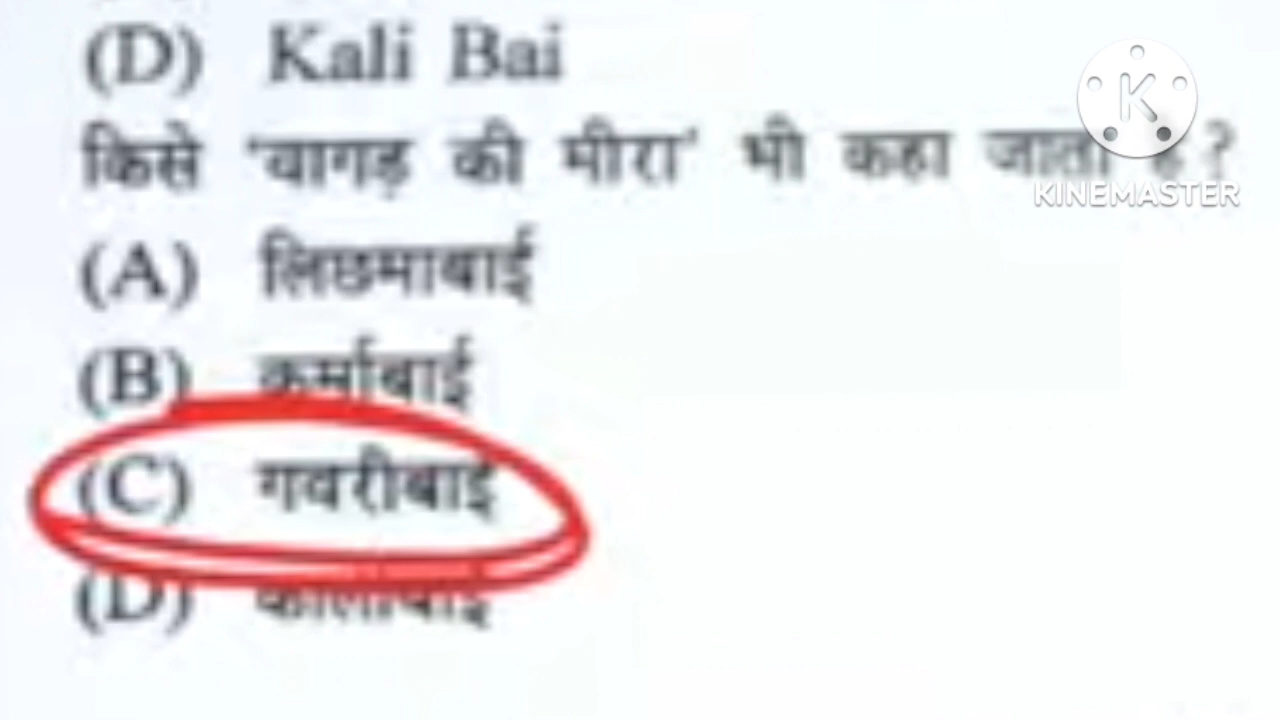 (D) Kali Bai
किसे 'वागड़ की मीरा' भी कहा जाता है ?
KINEMASTER
(A) लिछमाबाई
(B) कर्माबाई
(C) गवरीबाई
(D) कालीबाई